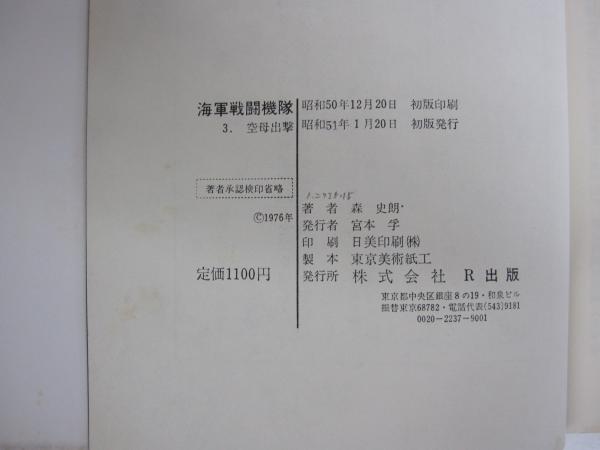 海軍戦闘機隊
3. 空母出撃
昭和50年12月20日 初版印刷
昭和51年1月20日 初版発行
著者承認検印省略
©1976年
定価1100円
著者 森 史朗
発行者 宮本 孚
印刷 日美印刷㈱
製本 東京美術紙工
発行所 株式会社 R出版
東京都中央区銀座8の19・和泉ビル
振替東京68782・電話代表(543)9181
0020-2237-9001